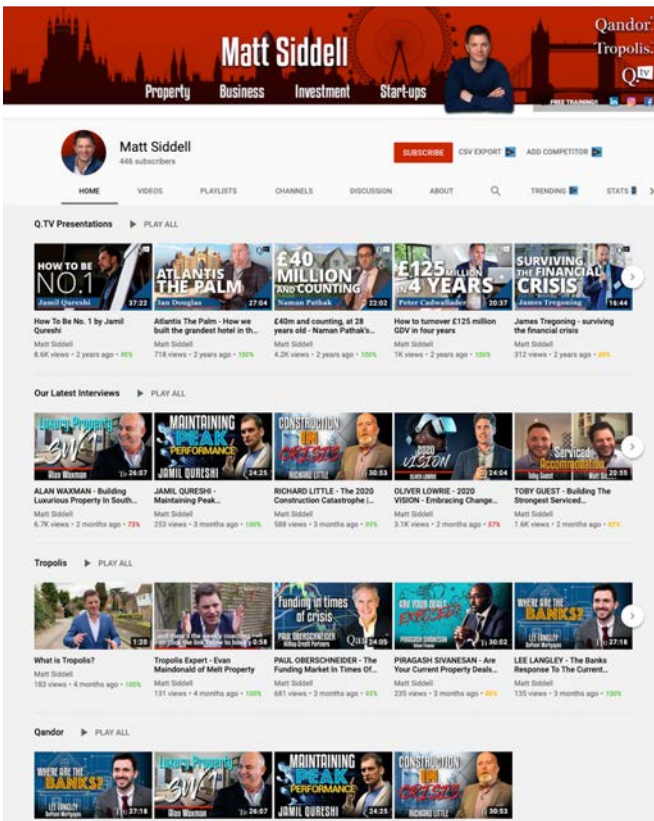 Matt Siddell
Property Business Investment Start-ups
Qandor.
Tropolis.
Q.tv
FREE TRAINING!!
Matt Siddell
446 subscribers
SUBSCRIBE CSV EXPORT ADD COMPETITOR
HOME VIDEOS PLAYLISTS CHANNELS DISCUSSION ABOUT TRENDING STATS
Q.TV Presentations PLAY ALL
HOW TO BE
NO.1
Jamil Qureshi 37:22
ATLANTIS
THE PALM
Ian Douglas 27:04
£40
MILLION
AND COUNTING
Naman Pathak 22:02
£125 MILLION
IN 4 YEARS
Peter Cadwallader 20:37
SURVIVING
THE FINANCIAL
CRISIS
James Tregoning 16:44
How To Be No. 1 by Jamil
Qureshi
Matt Siddell
8.6K views • 2 years ago • 95%
Atlantis The Palm - How we
built the grandest hotel in th...
Matt Siddell
718 views • 2 years ago • 100%
£40m and counting, at 28
years old - Naman Pathak's...
Matt Siddell
4.2K views • 2 years ago •
How to turnover £125 million
GDV in four years
Matt Siddell
1K views • 2 years ago • 100%
James Tregoning - surviving
the financial crisis
Matt Siddell
312 views • 2 years ago •
Our Latest Interviews PLAY ALL
Luxury Property
SW1
Alan Waxman 26:07
MAINTAINING
PEAK
PERFORMANCE
JAMIL QURESHI 24:25
CONSTRUCTION
IN
CRISIS
RICHARD LITTLE 30:53
2020
VISION
OLIVER LOWRIE 24:04
Serviced
Accommodation
Toby Guest 20:55
ALAN WAXMAN - Building
Luxurious Property In South...
Matt Siddell
6.7K views • 2 months ago • 73%
JAMIL QURESHI -
Maintaining Peak...
Matt Siddell
253 views • 3 months ago • 100%
RICHARD LITTLE - The 2020
Construction Catastrophe |...
Matt Siddell
588 views • 3 months ago •
OLIVER LOWRIE - 2020
VISION - Embracing Change...
Matt Siddell
3.1K views • 2 months ago • 57%
TOBY GUEST - Building The
Strongest Serviced...
Matt Siddell
1.6K views • 2 months ago •
Tropolis PLAY ALL
1:20
0:58
Funding in times
of crisis
PAUL OBERSCHNEIDER
24:05
ARE YOUR DEALS
EXPOSED?
PIRAGASH SIVANESAN
30:02
WHERE ARE THE
BANKS?
LEE LANGLEY
27:18
What is Tropolis?
Matt Siddell
183 views • 4 months ago • 100%
Tropolis Expert - Evan
Maindonald of Melt Property
Matt Siddell
131 views • 4 months ago • 100%
PAUL OBERSCHNEIDER - The
Funding Market In Times Of...
Matt Siddell
681 views • 3 months ago •
PIRAGASH SIVANESAN - Are
Your Current Property Deals...
Matt Siddell
235 views • 3 months ago •
LEE LANGLEY - The Banks
Response To The Current...
Matt Siddell
135 views • 3 months ago • 100%
Qandor PLAY ALL
WHERE ARE THE
BANKS?
LEE LANGLEY
27:18
Luxury Property
SW1
Alan Waxman 26:07
MAINTAINING
PEAK
PERFORMANCE
JAMIL QURESHI 24:25
CONSTRUCTION
IN
CRISIS
RICHARD LITTLE 30:53